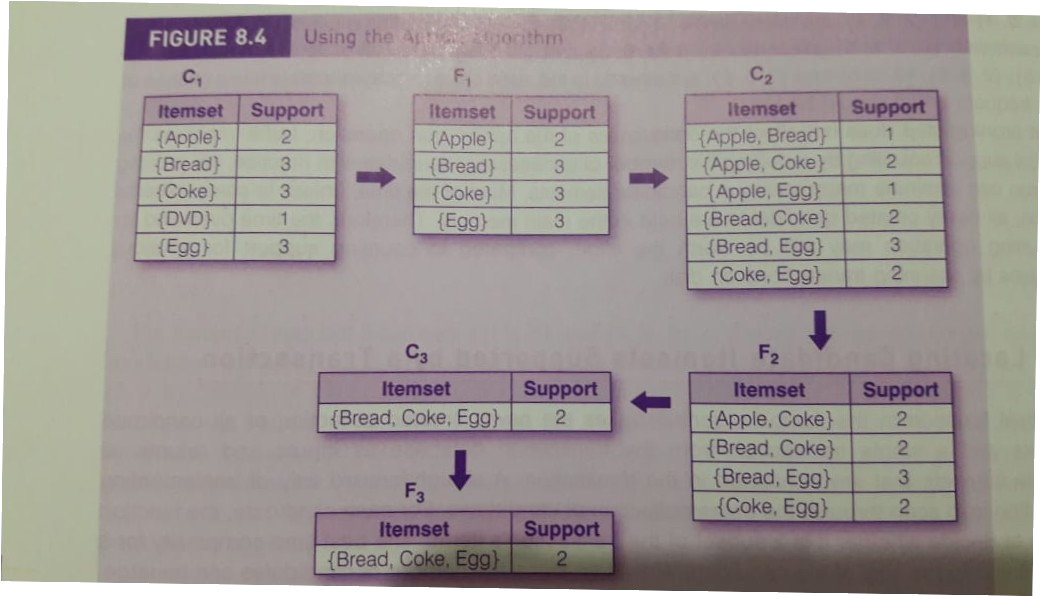 FIGURE 8.4 Using the Apriori Algorithm
C1
Itemset Support
{Apple} 2
{Bread} 3
{Coke} 3
{DVD} 1
{Egg} 3
F1
Itemset Support
{Apple} 2
{Bread} 3
{Coke} 3
{Egg} 3
C2
Itemset Support
{Apple, Bread} 1
{Apple, Coke} 2
{Apple, Egg} 1
{Bread, Coke} 2
{Bread, Egg} 3
{Coke, Egg} 2
F2
Itemset Support
{Apple, Coke} 2
{Bread, Coke} 2
{Bread, Egg} 3
{Coke, Egg} 2
C3
Itemset Support
{Bread, Coke, Egg} 2
F3
Itemset Support
{Bread, Coke, Egg} 2